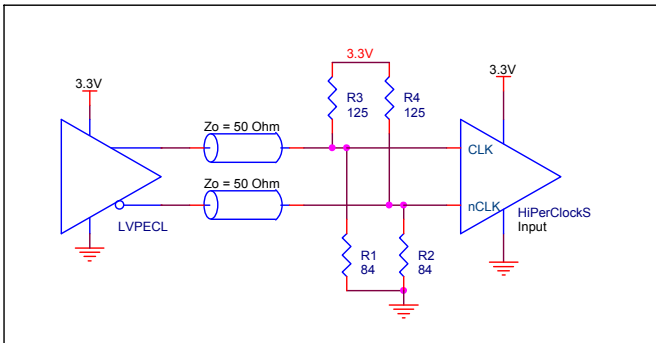 3.3V
3.3V
3.3V
R3
125
R4
125
Zo = 50 Ohm
CLK
Zo = 50 Ohm
nCLK
LVPECL
HiPerClockS
Input
R1
84
R2
84